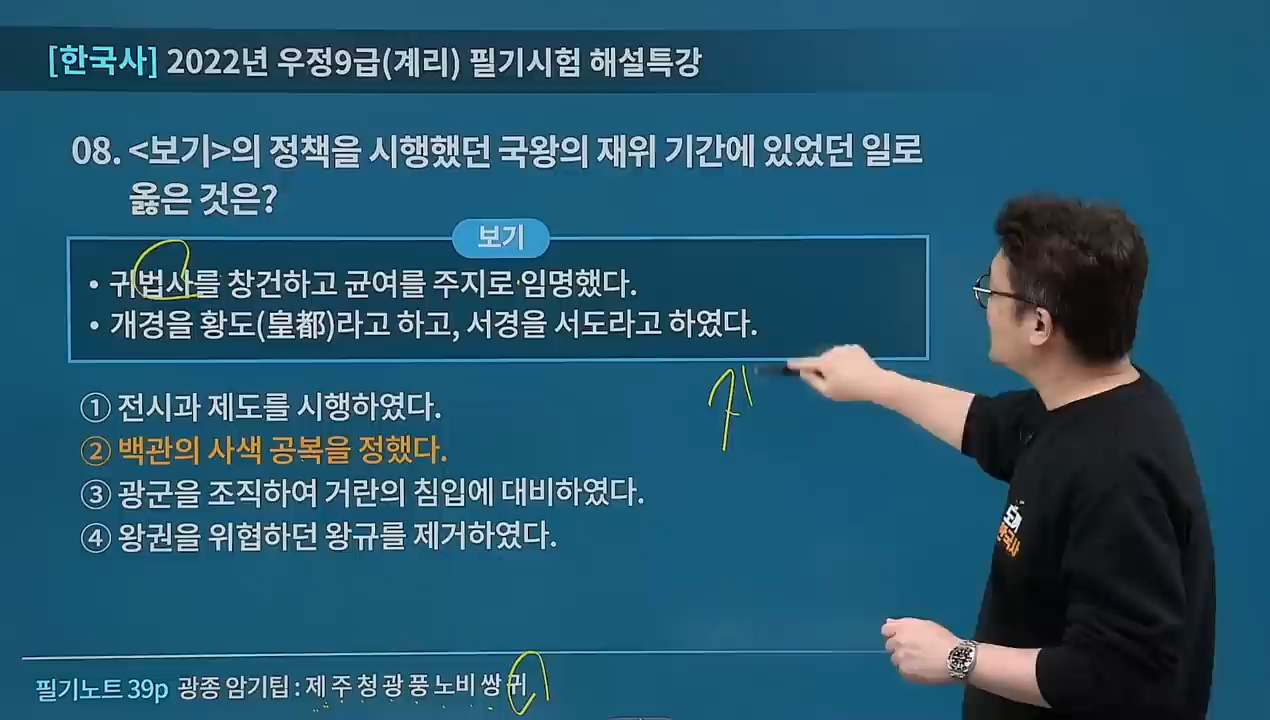 [한국사] 2022년 우정9급(계리) 필기시험 해설특강
08. <보기>의 정책을 시행했던 국왕의 재위 기간에 있었던 일로
옳은 것은?
보기
• 귀법사를 창건하고 균여를 주지로 임명했다.
• 개경을 황도(皇都)라고 하고, 서경을 서도라고 하였다.
① 전시과 제도를 시행하였다.
② 백관의 사색 공복을 정했다.
③ 광군을 조직하여 거란의 침입에 대비하였다.
④ 왕권을 위협하던 왕규를 제거하였다.
한국사
필기노트 39p 광종 암기팁 : 제 주 청 광 풍 노비 쌍 귀